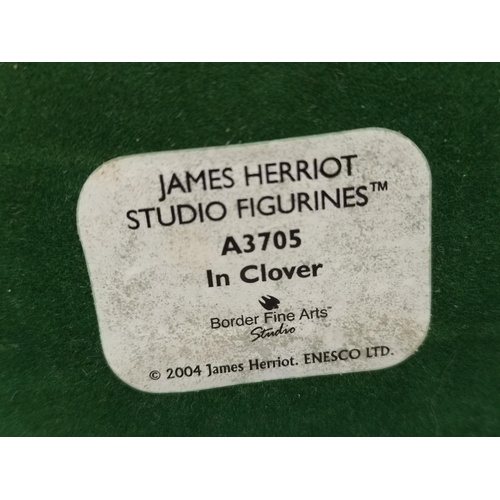 JAMES HERRIOT
STUDIO FIGURINES™
A3705
In Clover
Border Fine Arts™
Studio
© 2004 James Herriot. ENESCO LTD.